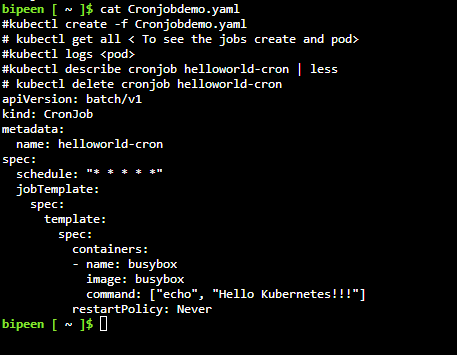 bipeen [ ~ ]$ cat Cronjobdemo.yaml
#kubectl create -f Cronjobdemo.yaml
# kubectl get all < To see the jobs create and pod>
#kubectl logs <pod>
#kubectl describe cronjob helloworld-cron | less
# kubectl delete cronjob helloworld-cron
apiVersion: batch/v1
kind: CronJob
metadata:
  name: helloworld-cron
spec:
  schedule: "* * * * *"
  jobTemplate:
    spec:
      template:
        spec:
          containers:
          - name: busybox
            image: busybox
            command: ["echo", "Hello Kubernetes!!!"]
          restartPolicy: Never
bipeen [ ~ ]$